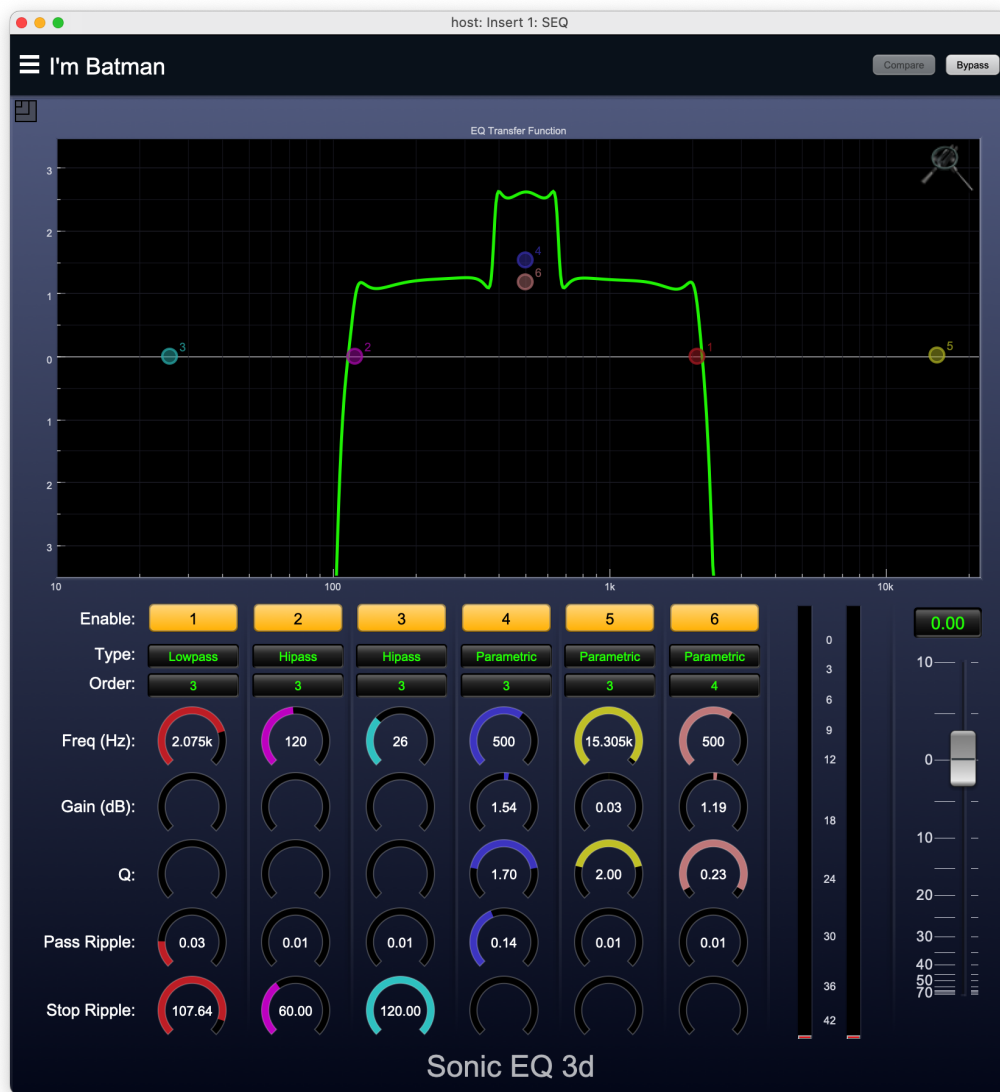 host: Insert 1: SEQ
I'm Batman
Compare Bypass
EQ Transfer Function
3
2
1
0
1
2
3
4
6
3
2
1
5
10 100 1k 10k
Enable: 1 2 3 4 5 6
Type: Lowpass Hipass Hipass Parametric Parametric Parametric
Order: 3 3 3 3 3 4
Freq (Hz): 2.075k 120 26 500 15.305k 500
Gain (dB): 1.54 0.03 1.19
Q: 1.70 2.00 0.23
Pass Ripple: 0.03 0.01 0.01 0.14 0.01 0.01
Stop Ripple: 107.64 60.00 120.00
0
3
6
9
12
18
24
30
36
42
0.00
10
0
10
20
30
40
50
70
Sonic EQ 3d